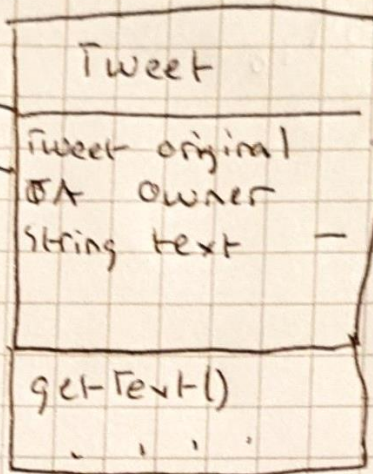 Tweet
Tweet original
A owner
String text –
getText()
. . . .